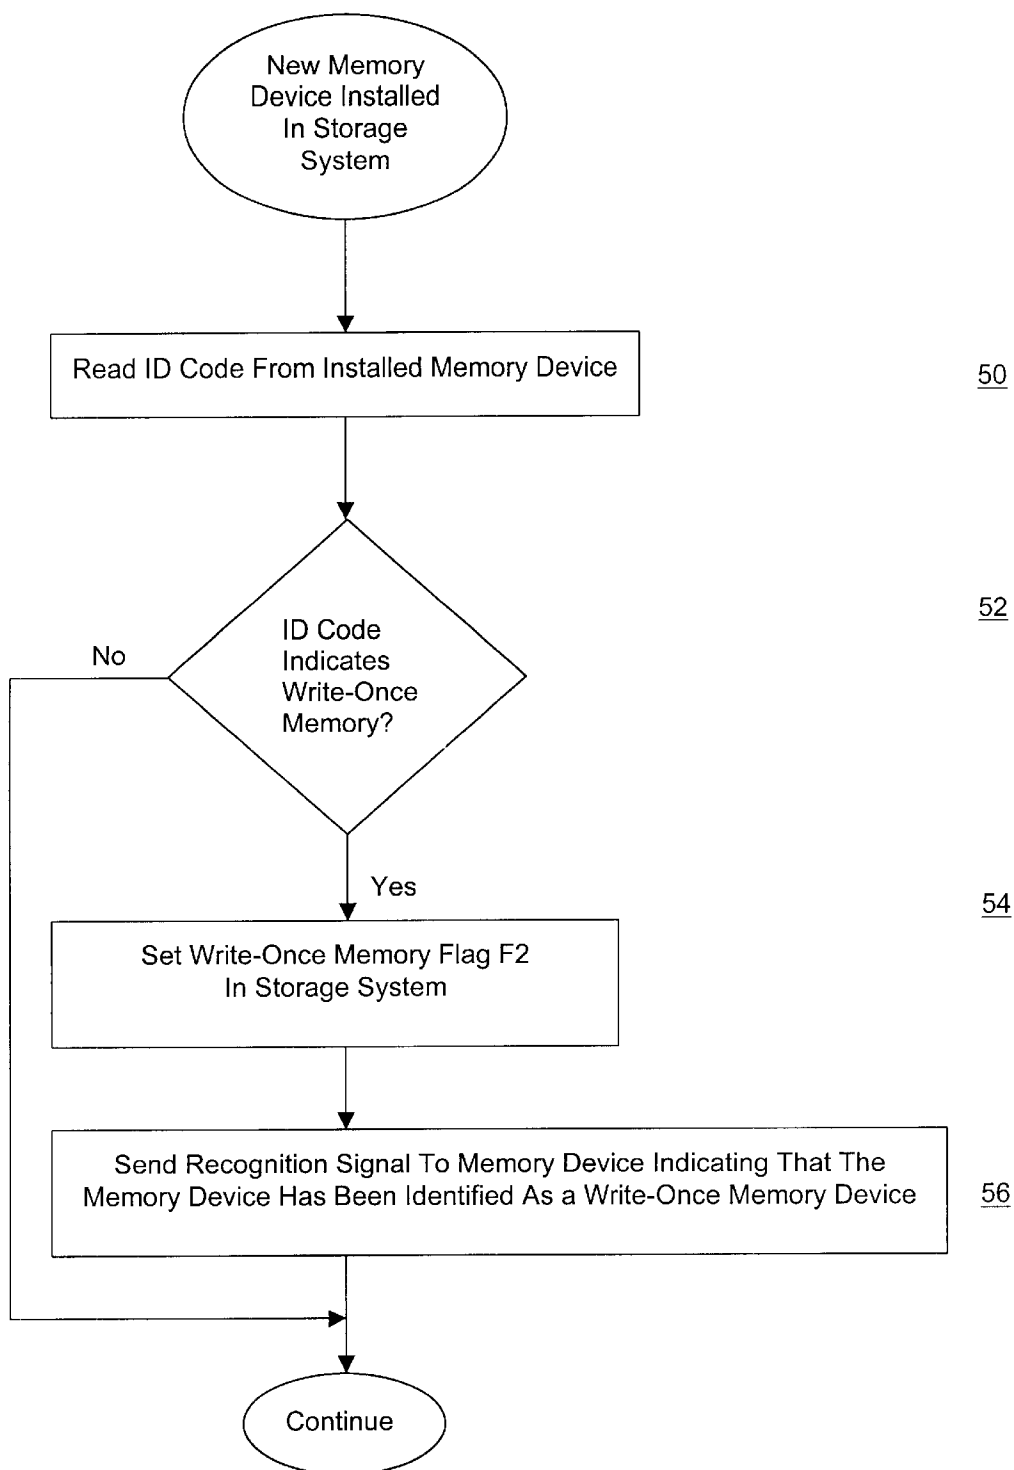 New Memory
Device Installed
In Storage
System
Read ID Code From Installed Memory Device
50
52
ID Code
Indicates
Write-Once
Memory?
No
Yes
54
Set Write-Once Memory Flag F2
In Storage System
Send Recognition Signal To Memory Device Indicating That The
Memory Device Has Been Identified As a Write-Once Memory Device
56
Continue